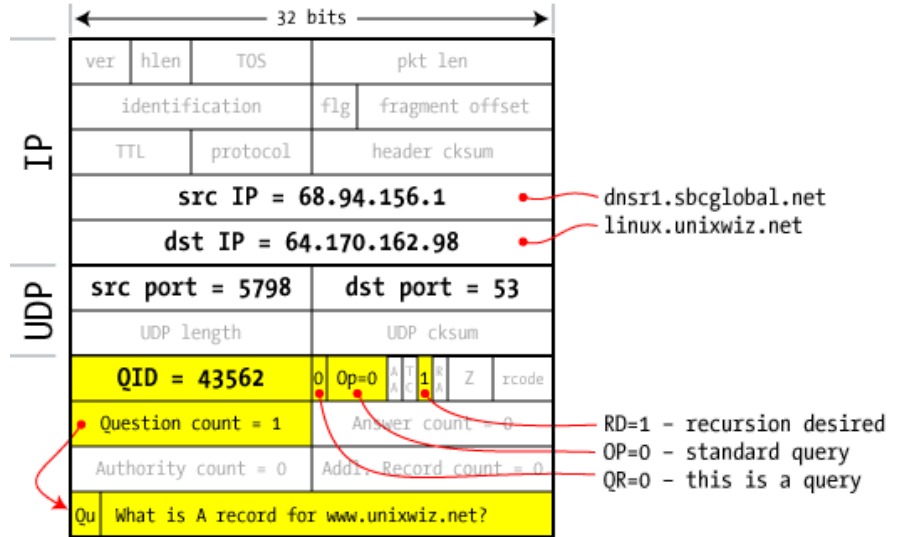 32 bits
ver hlen TOS pkt len
identification flg fragment offset
TTL protocol header cksum
IP
src IP = 68.94.156.1 dnsr1.sbcglobal.net
dst IP = 64.170.162.98 linux.unixwiz.net
UDP
src port = 5798 dst port = 53
UDP length UDP cksum
QID = 43562 0 Op=0 AA TC 1 RA Z rcode
Question count = 1 Answer count = 0 RD=1 – recursion desired
OP=0 – standard query
Authority count = 0 Addl. Record count = 0 QR=0 – this is a query
Qu What is A record for www.unixwiz.net?